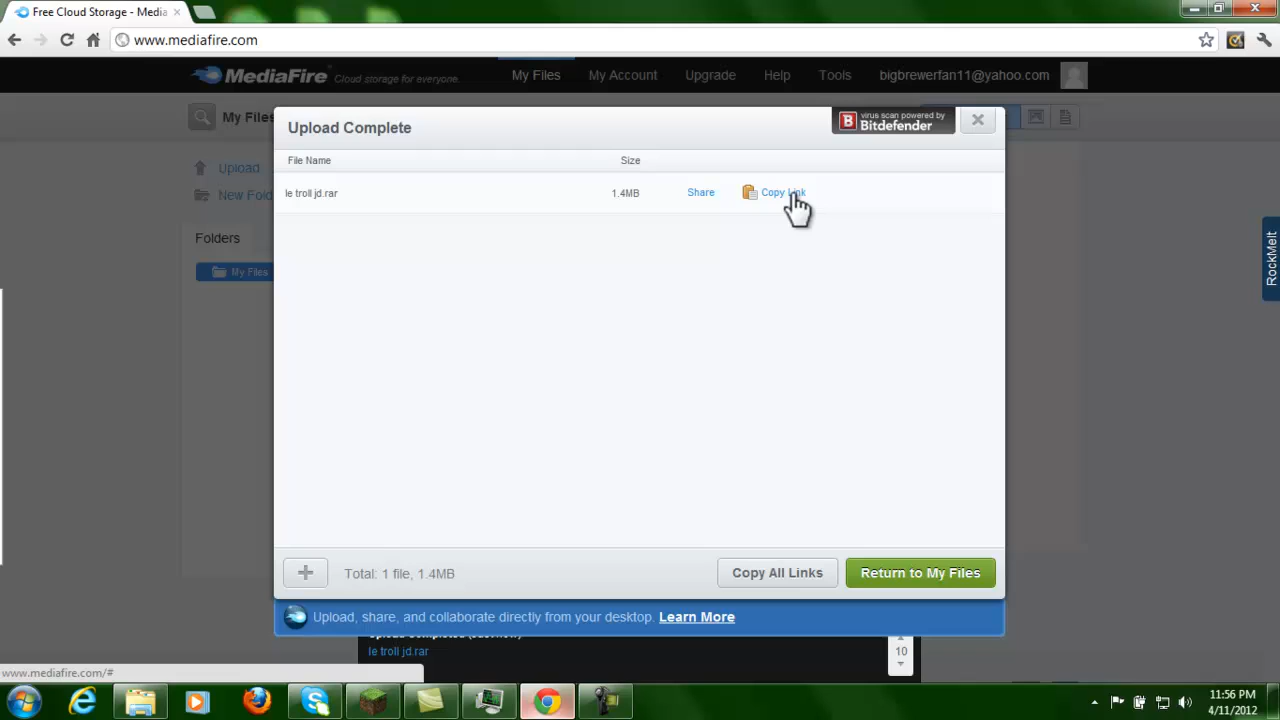 Free Cloud Storage - Media
www.mediafire.com
MediaFire Cloud storage for everyone.
My Files
My Account
Upgrade
Help
Tools
bigbrewerfan11@yahoo.com
My Files
Upload Complete
virus scan powered by
Bitdefender
File Name
Size
le troll jd.rar
1.4MB
Share
Copy Link
Upload
New Fold
Folders
My Files
RockMelt
Total: 1 file, 1.4MB
Copy All Links
Return to My Files
Upload, share, and collaborate directly from your desktop. Learn More
le troll jd.rar
10
www.mediafire.com/#
11:56 PM
4/11/2012